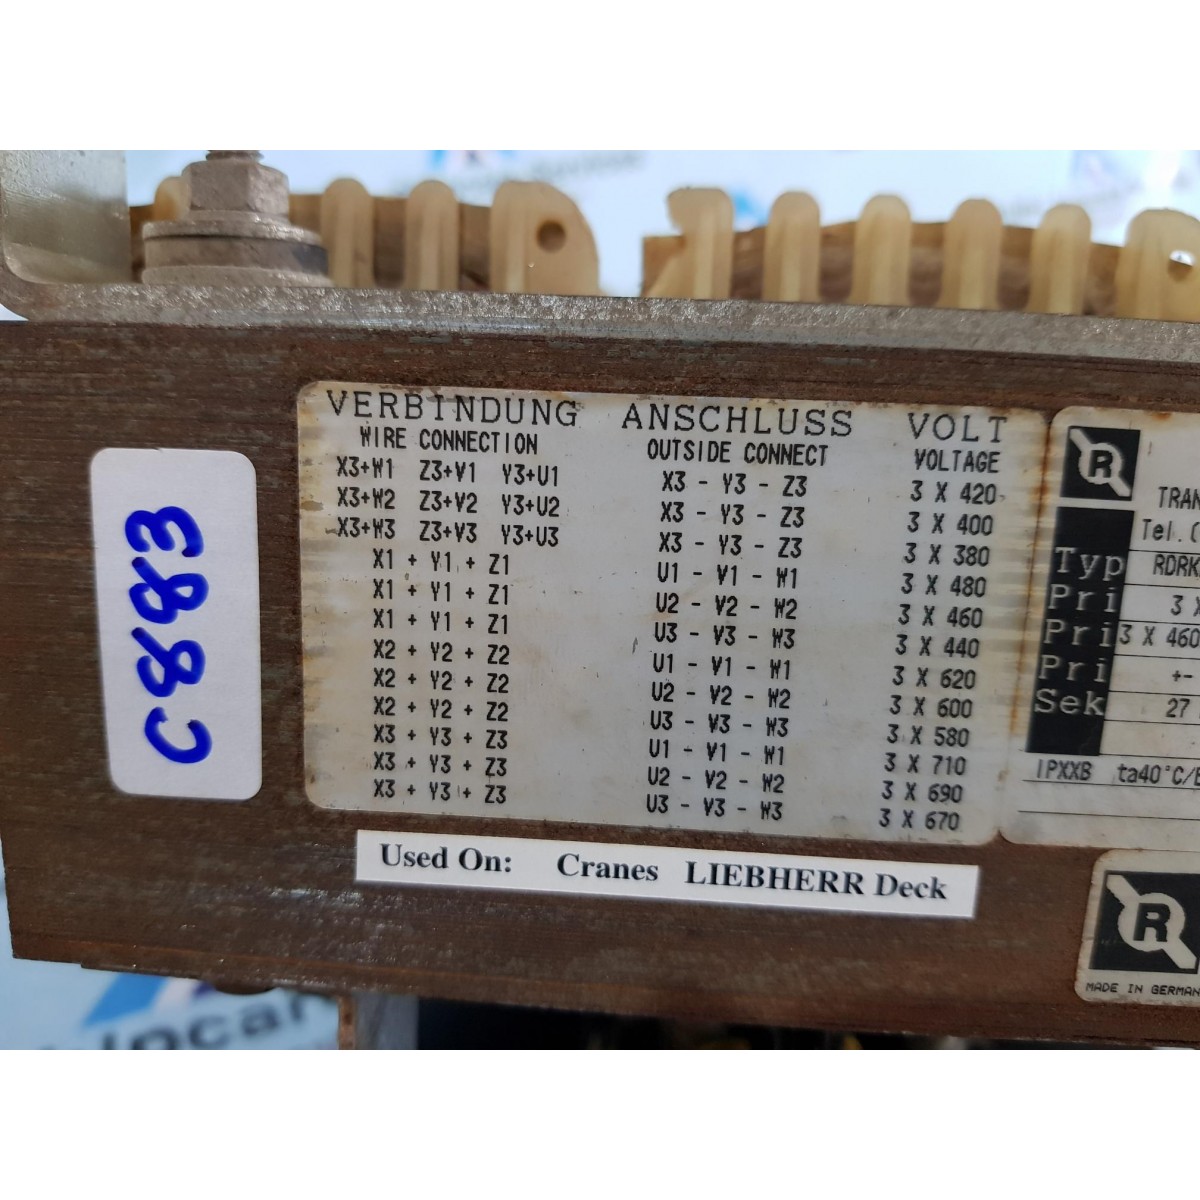 C883
VERBINDUNG ANSCHLUSS VOLT
WIRE CONNECTION OUTSIDE CONNECT VOLTAGE
X3+W1 Z3+V1 Y3+U1 X3 - Y3 - Z3 3 X 420
X3+W2 Z3+V2 Y3+U2 X3 - Y3 - Z3 3 X 400
X3+W3 Z3+V3 Y3+U3 X3 - Y3 - Z3 3 X 380
X1 + Y1 + Z1 U1 - V1 - W1 3 X 480
X1 + Y1 + Z1 U2 - V2 - W2 3 X 460
X1 + Y1 + Z1 U3 - V3 - W3 3 X 440
X2 + Y2 + Z2 U1 - V1 - W1 3 X 620
X2 + Y2 + Z2 U2 - V2 - W2 3 X 600
X2 + Y2 + Z2 U3 - V3 - W3 3 X 580
X3 + Y3 + Z3 U1 - V1 - W1 3 X 710
X3 + Y3 + Z3 U2 - V2 - W2 3 X 690
X3 + Y3 + Z3 U3 - V3 - W3 3 X 670
R
TRAN
Tel.(
Typ RDRK
Pri 3 X
Pri 3 X 460
Pri +-
Sek 27
IPXXB ta40°C/
Used On: Cranes LIEBHERR Deck
R
MADE IN GERMAN